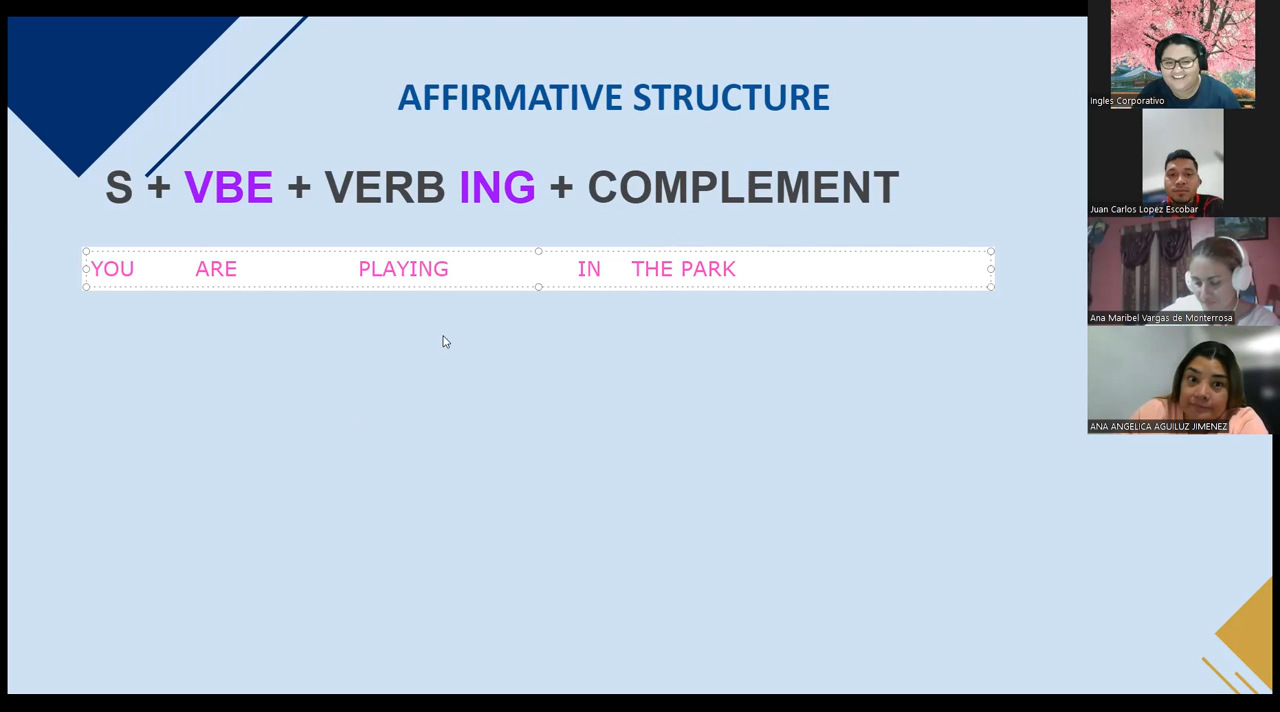 AFFIRMATIVE STRUCTURE
S + VBE + VERB ING + COMPLEMENT
YOU ARE PLAYING IN THE PARK
Ingles Corporativo
Juan Carlos Lopez Escobar
Ana Maribel Vargas de Monterrosa
ANA ANGELICA AGUILUZ JIMENEZ